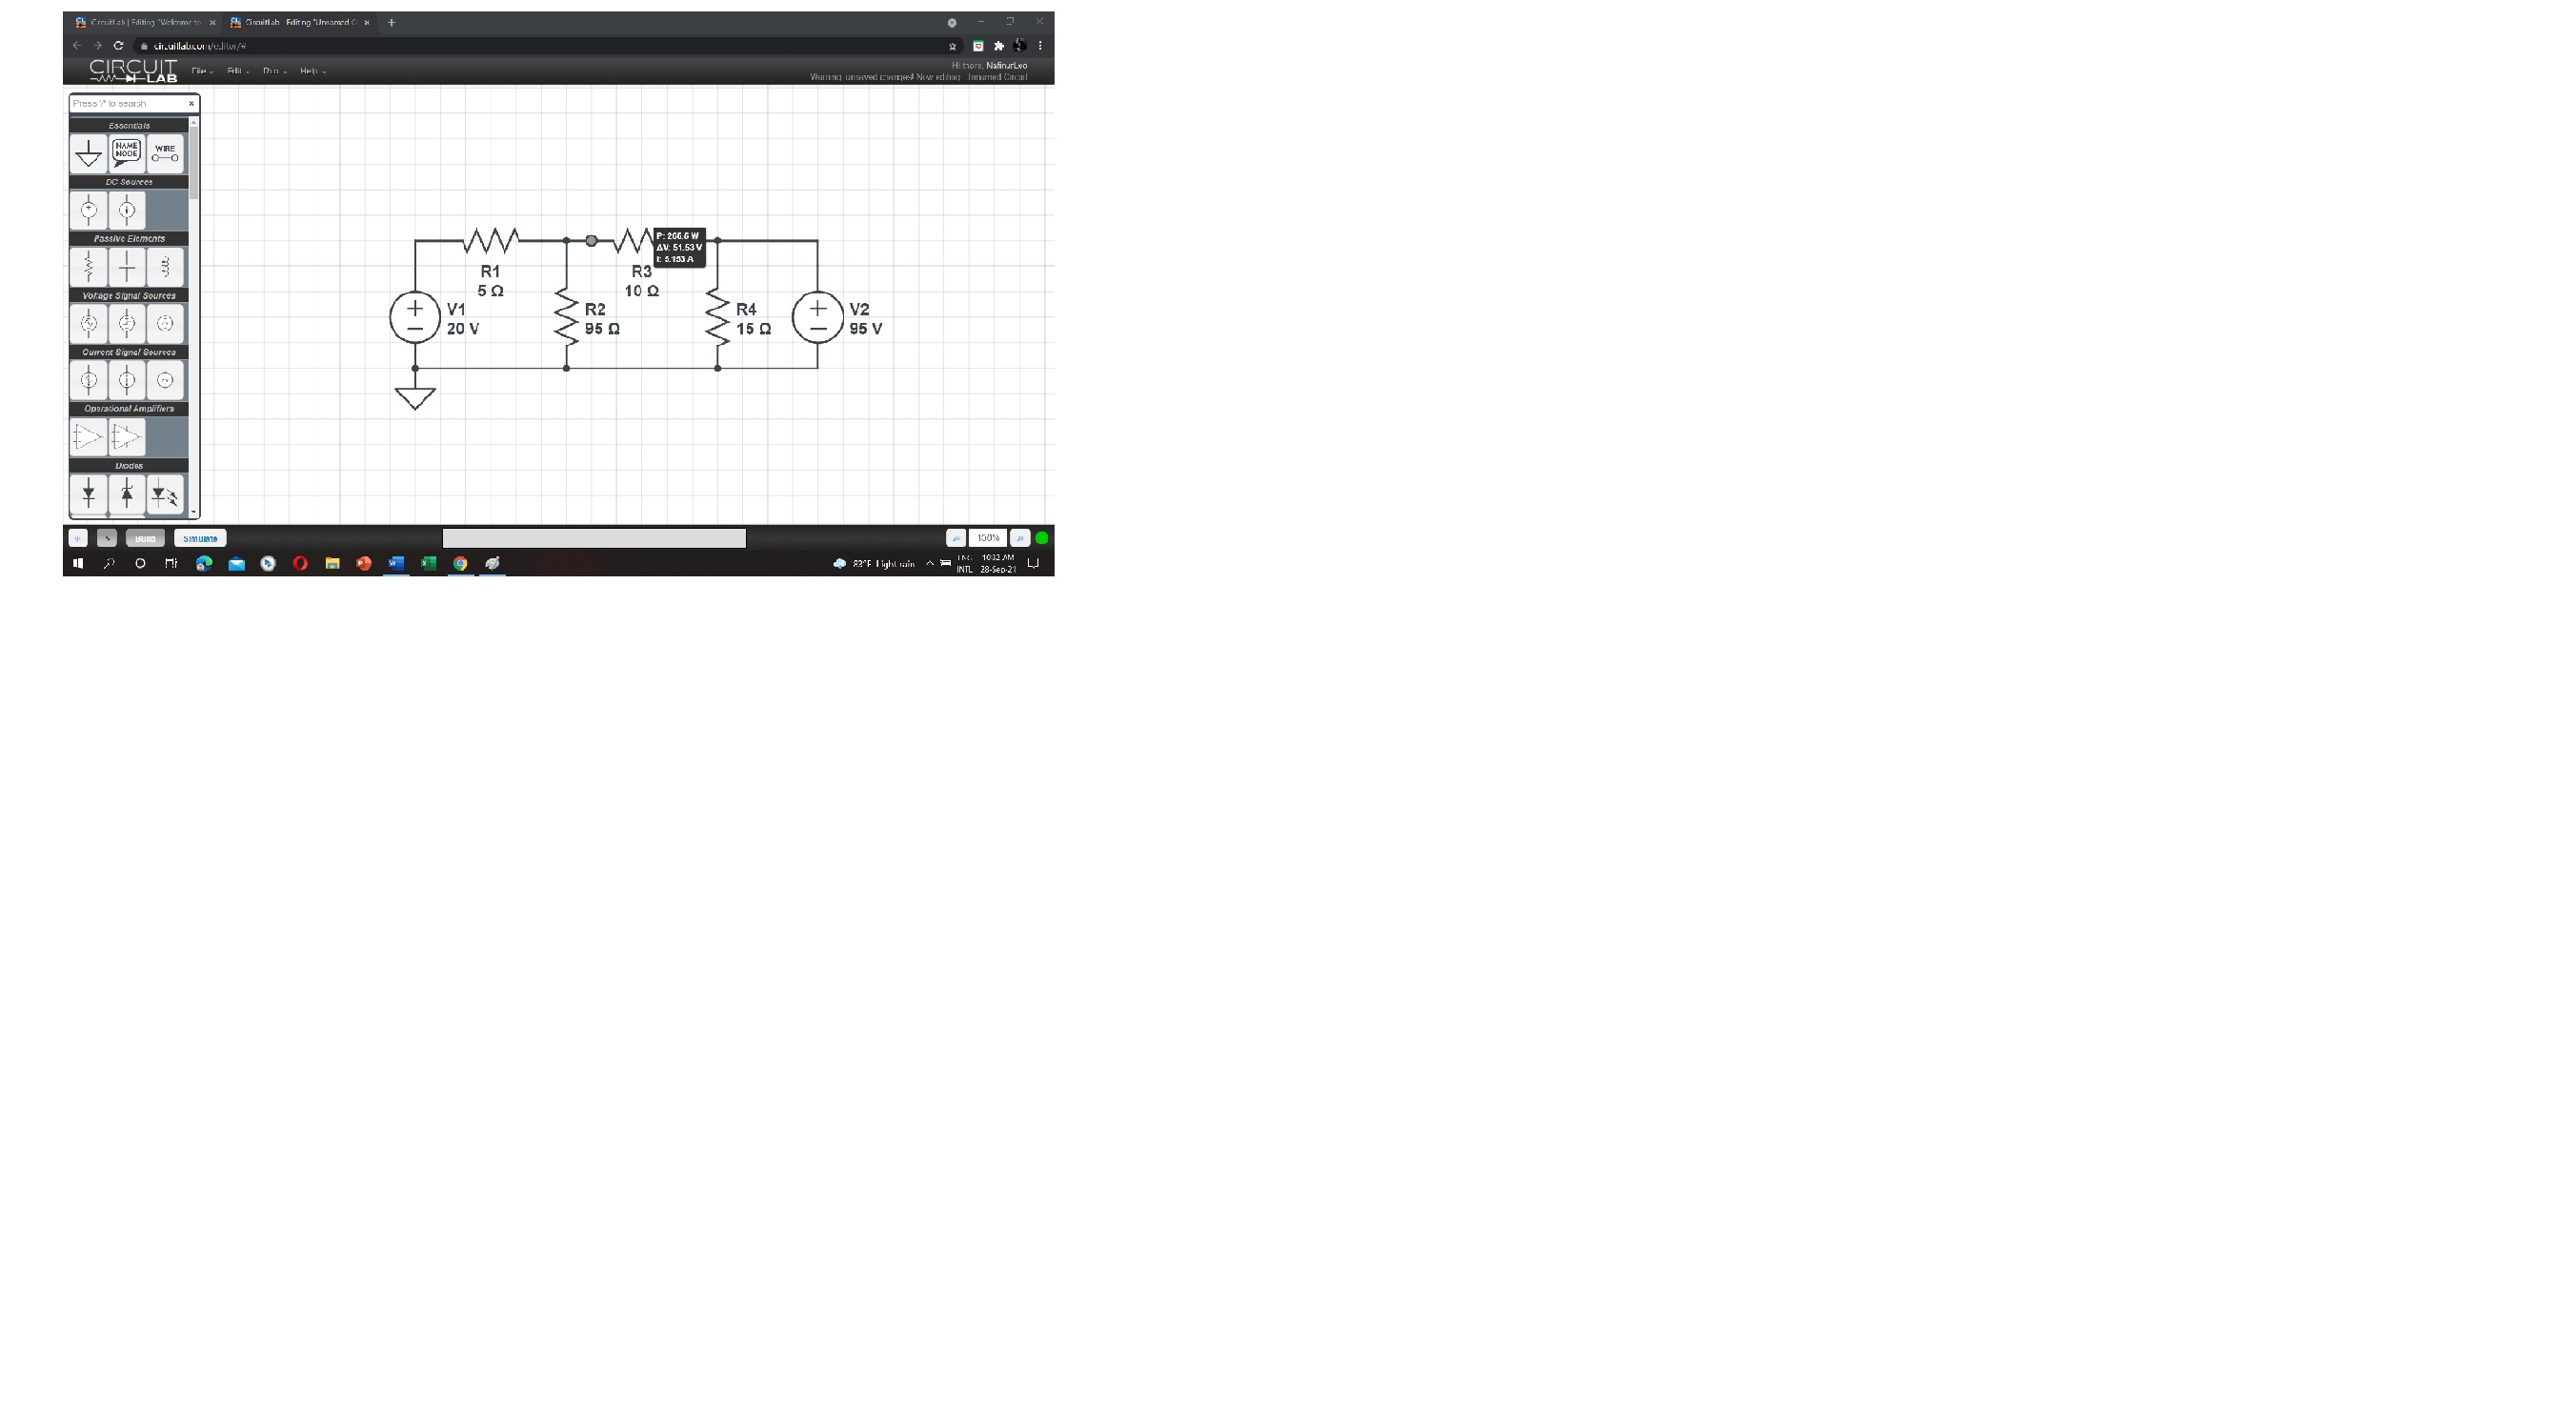 CircuitLab | Editing "Welcome to
CircuitLab Editing "Unnamed C
circuitlab.com/editor/#
CIRCUIT
LAB
File
Edit
Run
Help
Hi there, NafinurLeo
Warning: unsaved changes! Now editing: Unnamed Circuit
Press '/' to search
Essentials
NAME
NODE
WIRE
DC Sources
Passive Elements
Voltage Signal Sources
Current Signal Sources
Operational Amplifiers
Diodes
R1
5 Ω
V1
20 V
R2
95 Ω
R3
10 Ω
ΔV: 51.53 V
I: 5.153 A
R4
15 Ω
V2
95 V
Build
Simulate
100%
83°F Light rain
ENG
INTL
10:32 AM
28-Sep-21